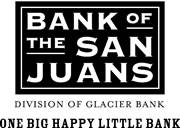 BANK OF
THE SAN
JUANS
DIVISION OF GLACIER BANK
ONE BIG HAPPY LITTLE BANK